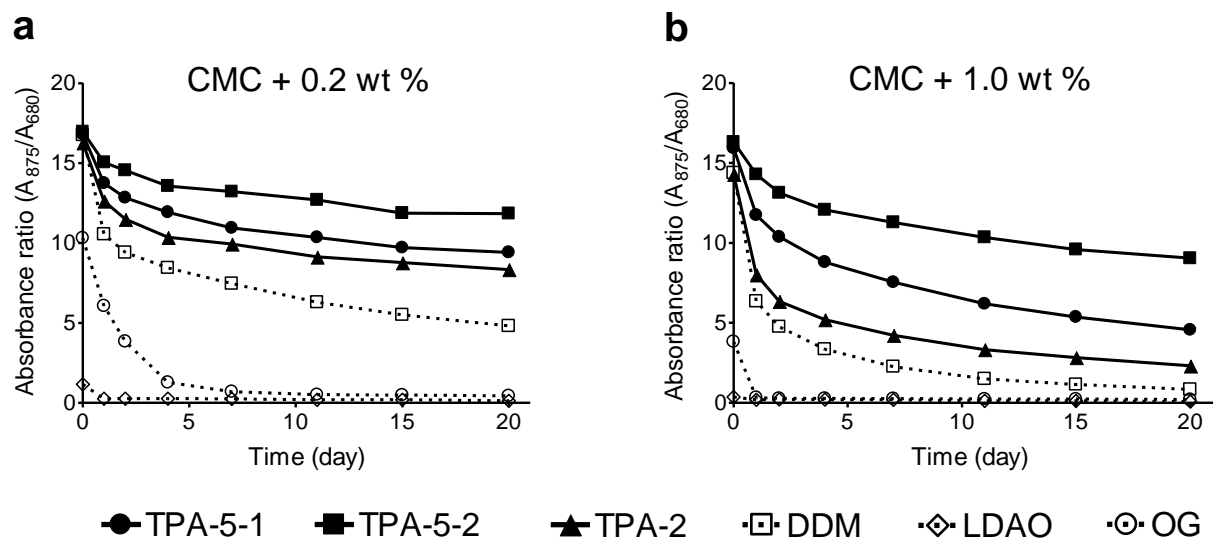 a
CMC + 0.2 wt %
Absorbance ratio (A875/A680)
20
15
10
5
0
0 5 10 15 20
Time (day)
b
CMC + 1.0 wt %
Absorbance ratio (A875/A680)
20
15
10
5
0
0 5 10 15 20
Time (day)
TPA-5-1 TPA-5-2 TPA-2 DDM LDAO OG